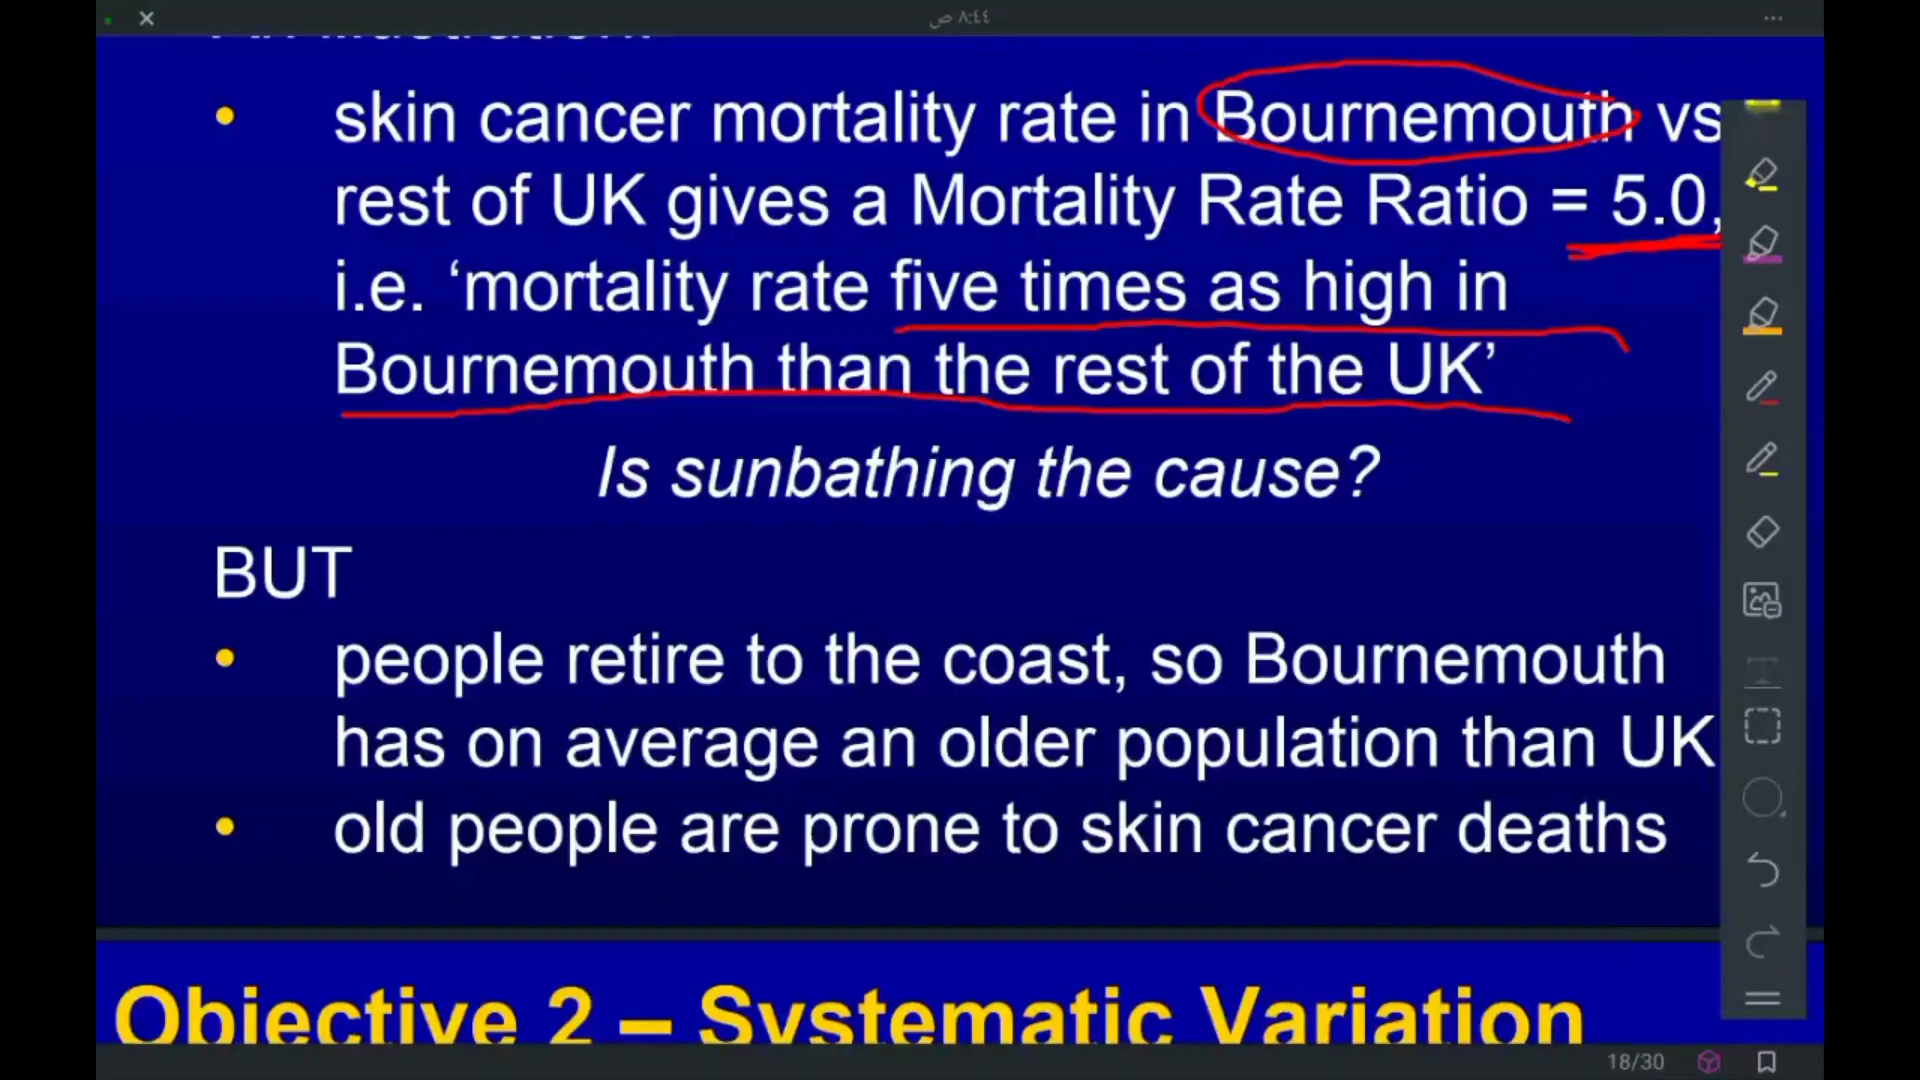 ٨:٤٤ ص
skin cancer mortality rate in Bournemouth vs
rest of UK gives a Mortality Rate Ratio = 5.0,
i.e. ‘mortality rate five times as high in
Bournemouth than the rest of the UK’
Is sunbathing the cause?
BUT
people retire to the coast, so Bournemouth
has on average an older population than UK
old people are prone to skin cancer deaths
Objective 2 – Systematic Variation
18/30